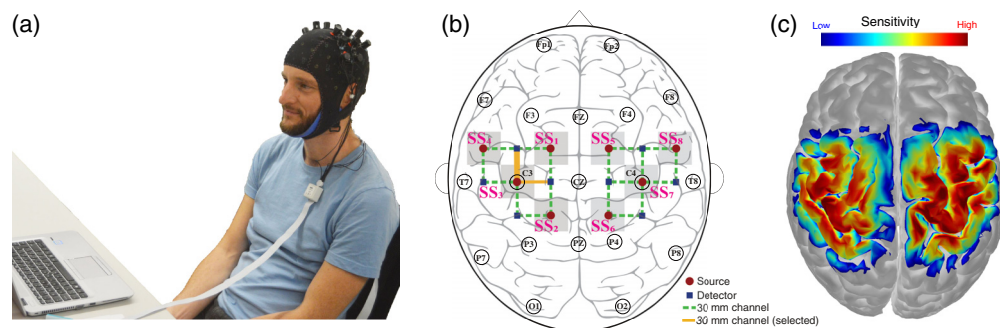 (a)
(b)
(c)
Low
Sensitivity
High
Fp1
Fp2
F7
F8
F3
FZ
F4
SS4
SS1
SS5
SS8
T7
C3
CZ
C4
T8
SS3
SS7
SS2
SS6
P7
P3
PZ
P4
P8
O1
O2
Source
Detector
30 mm channel
30 mm channel (selected)